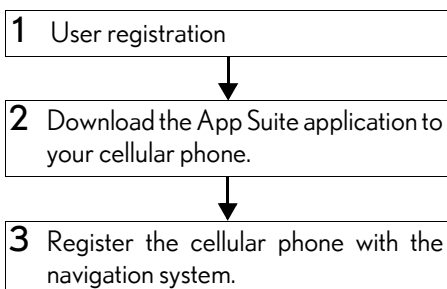 1 User registration
2 Download the App Suite application to
your cellular phone.
3 Register the cellular phone with the
navigation system.